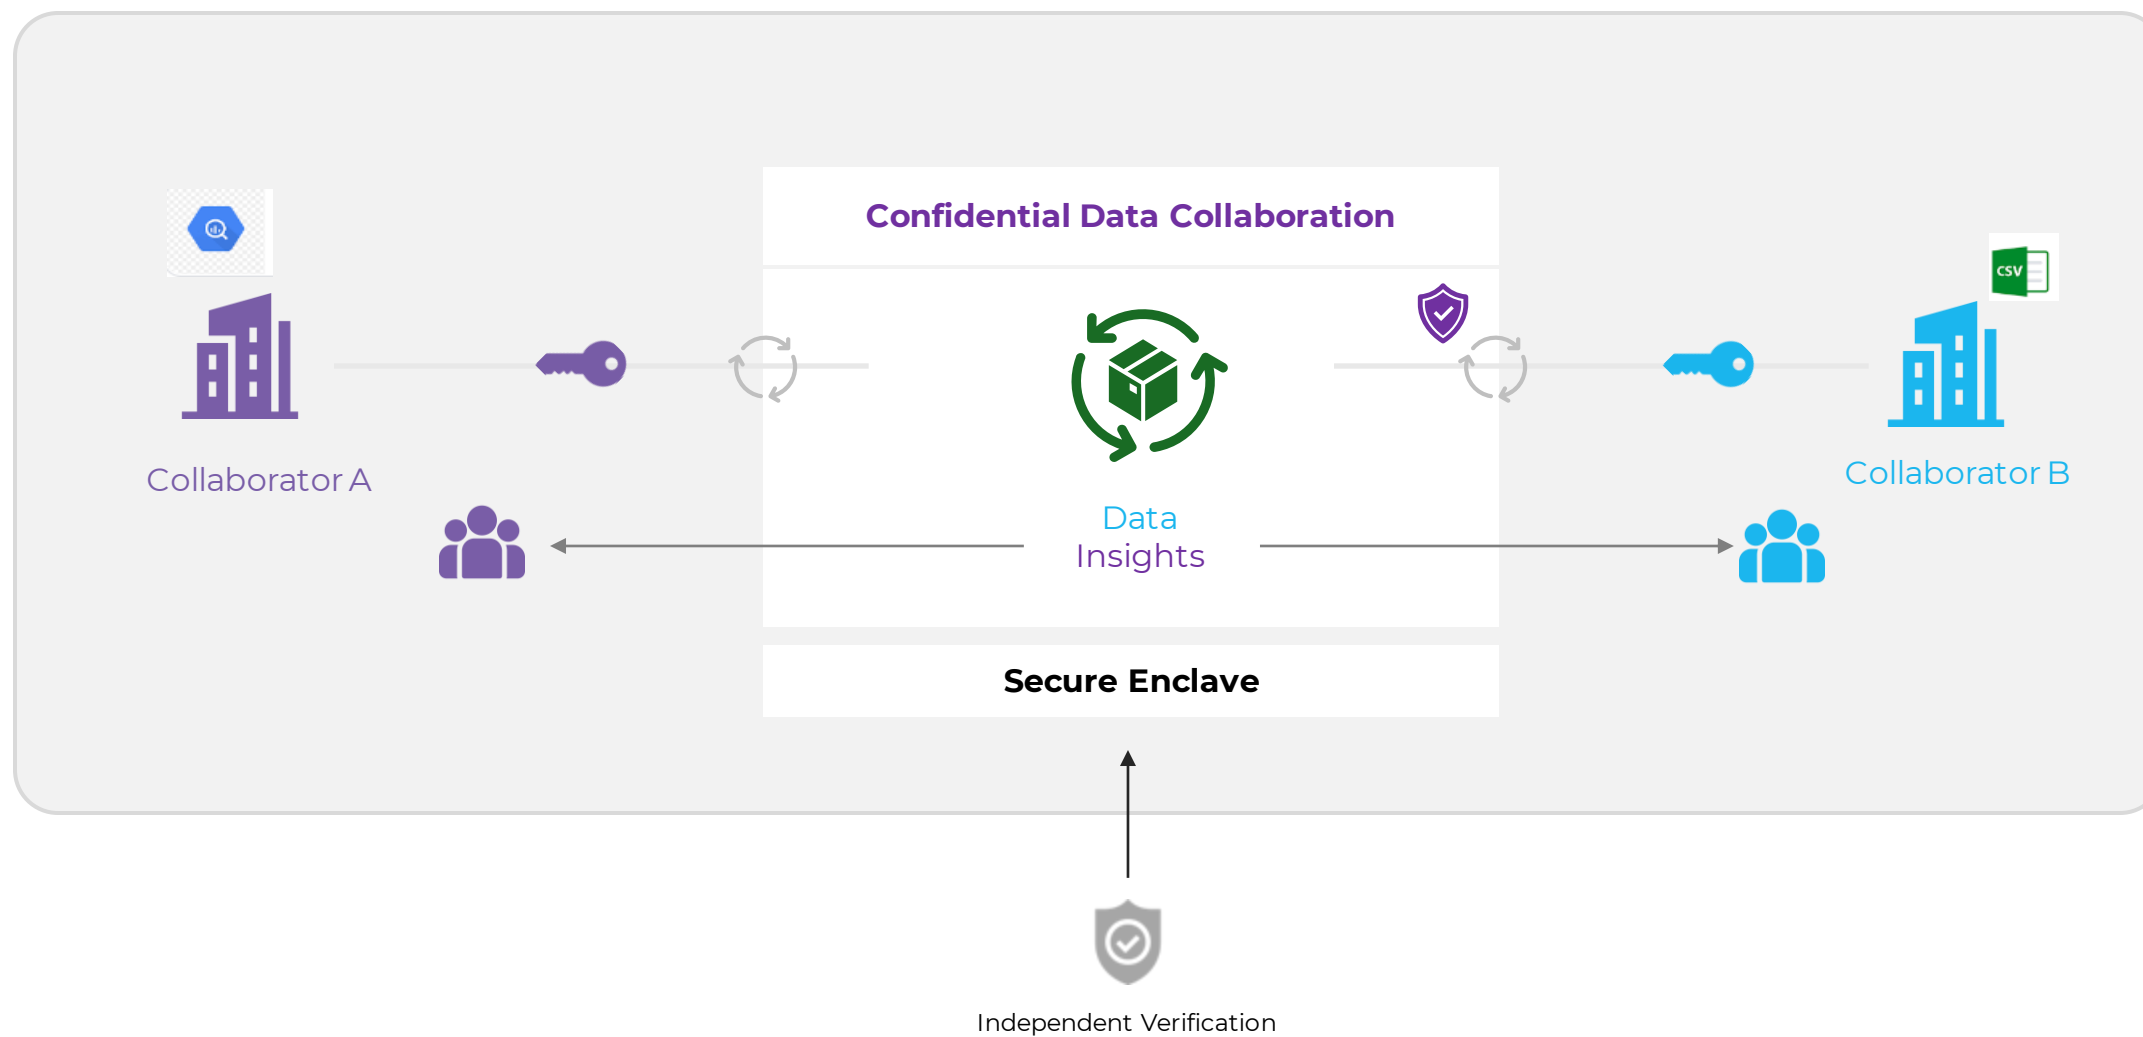 Confidential Data Collaboration
CSV
Collaborator A
Collaborator B
Data
Insights
Secure Enclave
Independent Verification